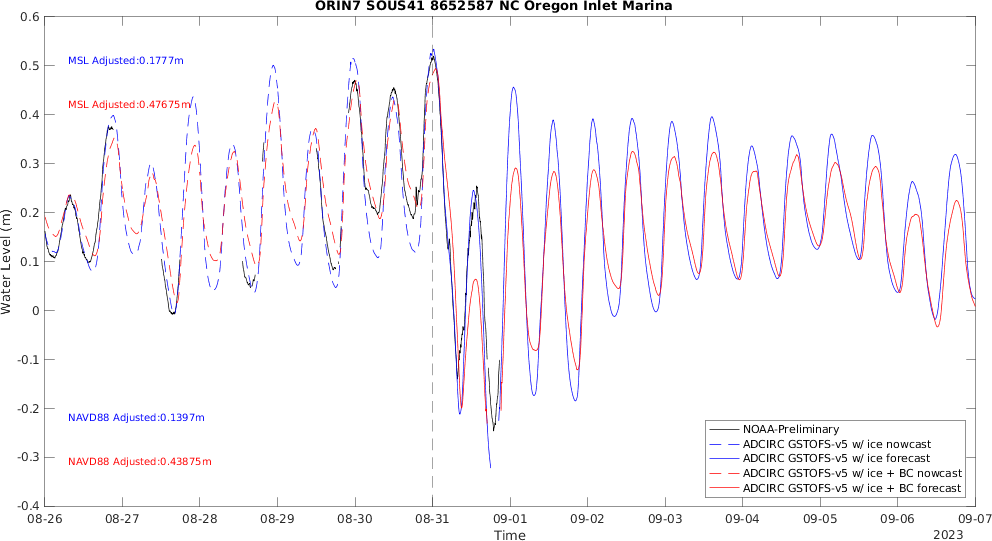 ORIN7 SOUS41 8652587 NC Oregon Inlet Marina
0.6
0.5
0.4
0.3
0.2
0.1
0
-0.1
-0.2
-0.3
-0.4
Water Level (m)
MSL Adjusted:0.1777m
MSL Adjusted:0.47675m
NAVD88 Adjusted:0.1397m
NAVD88 Adjusted:0.43875m
NOAA-Preliminary
ADCIRC GSTOFS-v5 w/ ice nowcast
ADCIRC GSTOFS-v5 w/ ice forecast
ADCIRC GSTOFS-v5 w/ ice + BC nowcast
ADCIRC GSTOFS-v5 w/ ice + BC forecast
08-26 08-27 08-28 08-29 08-30 08-31 09-01 09-02 09-03 09-04 09-05 09-06 09-07
Time
2023